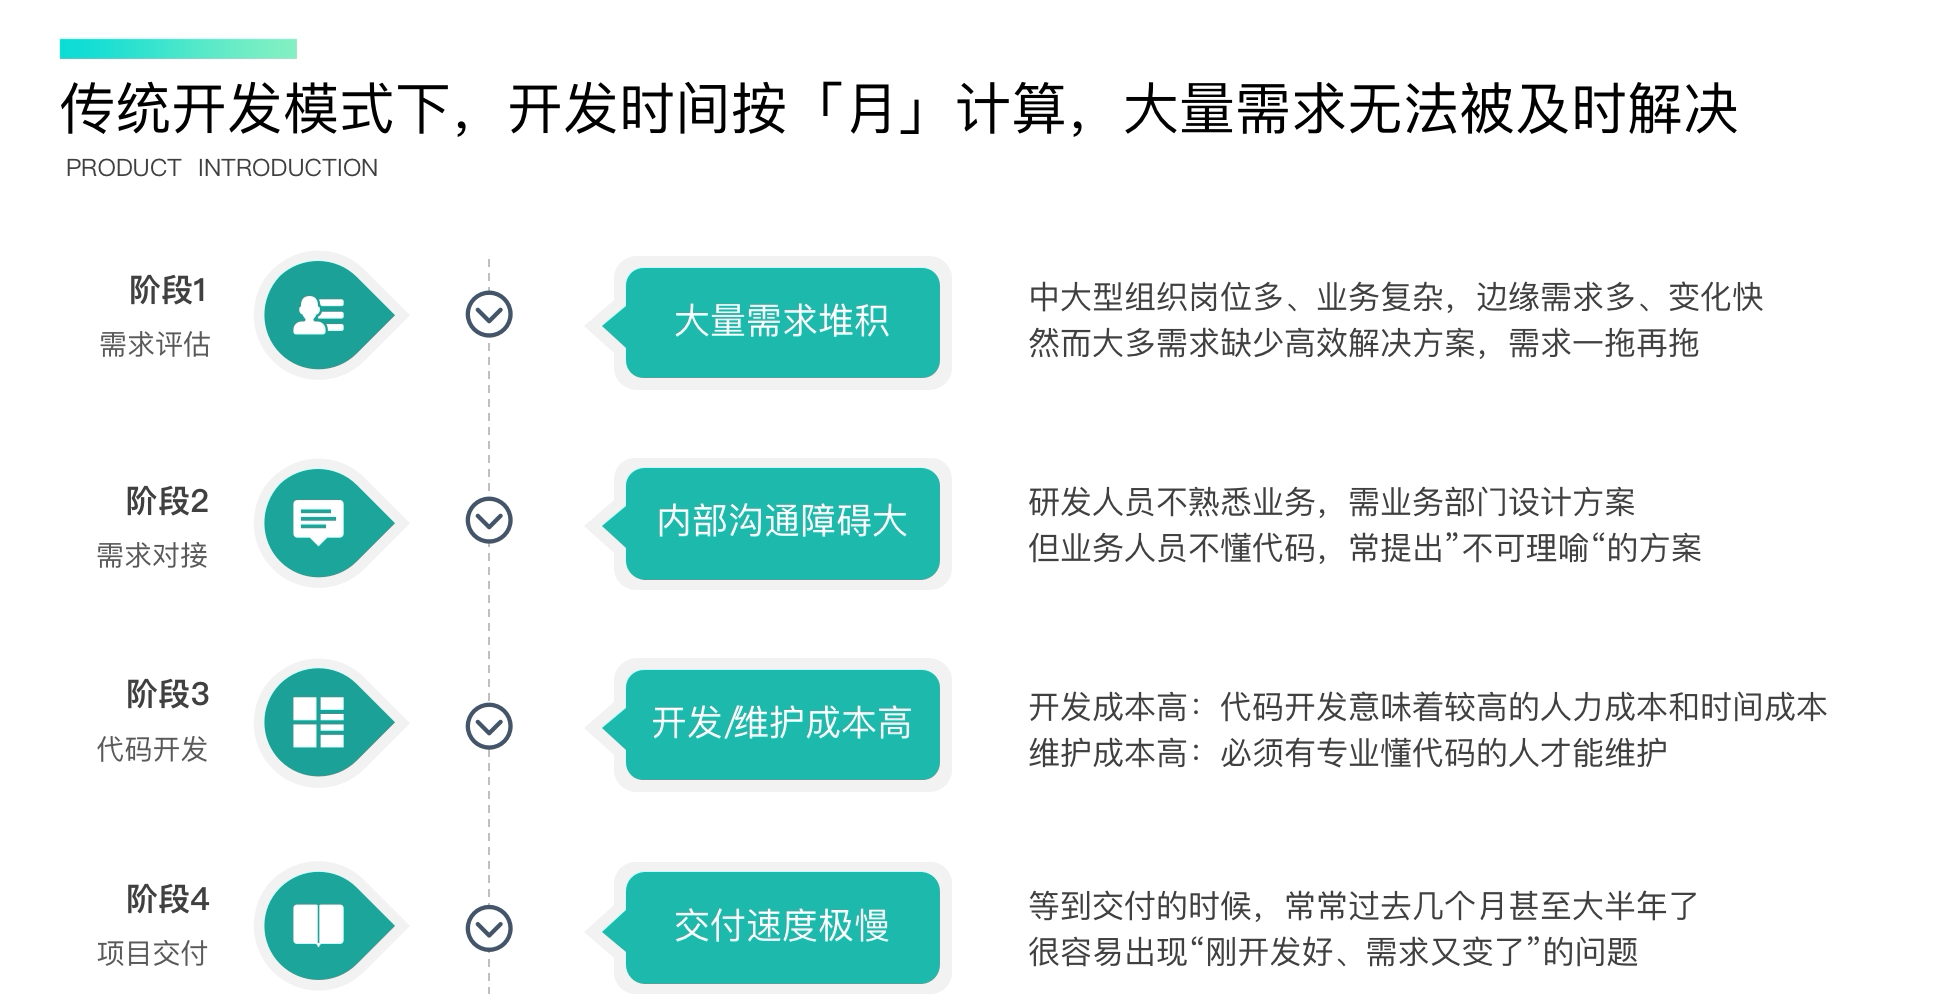 传统开发模式下，开发时间按「月」计算，大量需求无法被及时解决
PRODUCT INTRODUCTION
阶段1
需求评估
大量需求堆积
中大型组织岗位多、业务复杂，边缘需求多、变化快
然而大多需求缺少高效解决方案，需求一拖再拖
阶段2
需求对接
内部沟通障碍大
研发人员不熟悉业务，需业务部门设计方案
但业务人员不懂代码，常提出”不可理喻“的方案
阶段3
代码开发
开发/维护成本高
开发成本高：代码开发意味着较高的人力成本和时间成本
维护成本高：必须有专业懂代码的人才能维护
阶段4
项目交付
交付速度极慢
等到交付的时候，常常过去几个月甚至大半年了
很容易出现“刚开发好、需求又变了”的问题